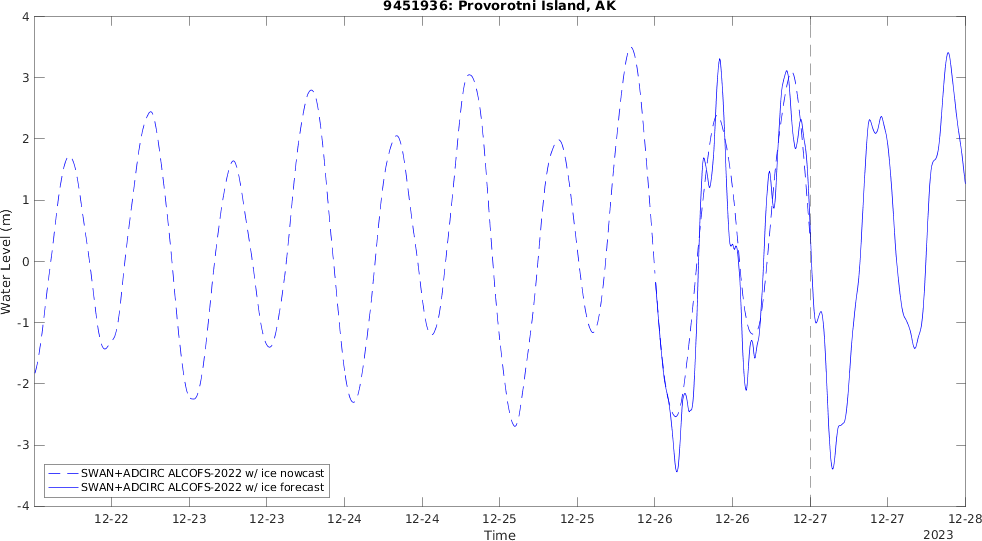 9451936: Provorotni Island, AK
4
3
2
1
0
-1
-2
-3
-4
Water Level (m)
SWAN+ADCIRC ALCOFS-2022 w/ ice nowcast
SWAN+ADCIRC ALCOFS-2022 w/ ice forecast
12-22 12-23 12-23 12-24 12-24 12-25 12-25 12-26 12-26 12-27 12-27 12-28
Time
2023